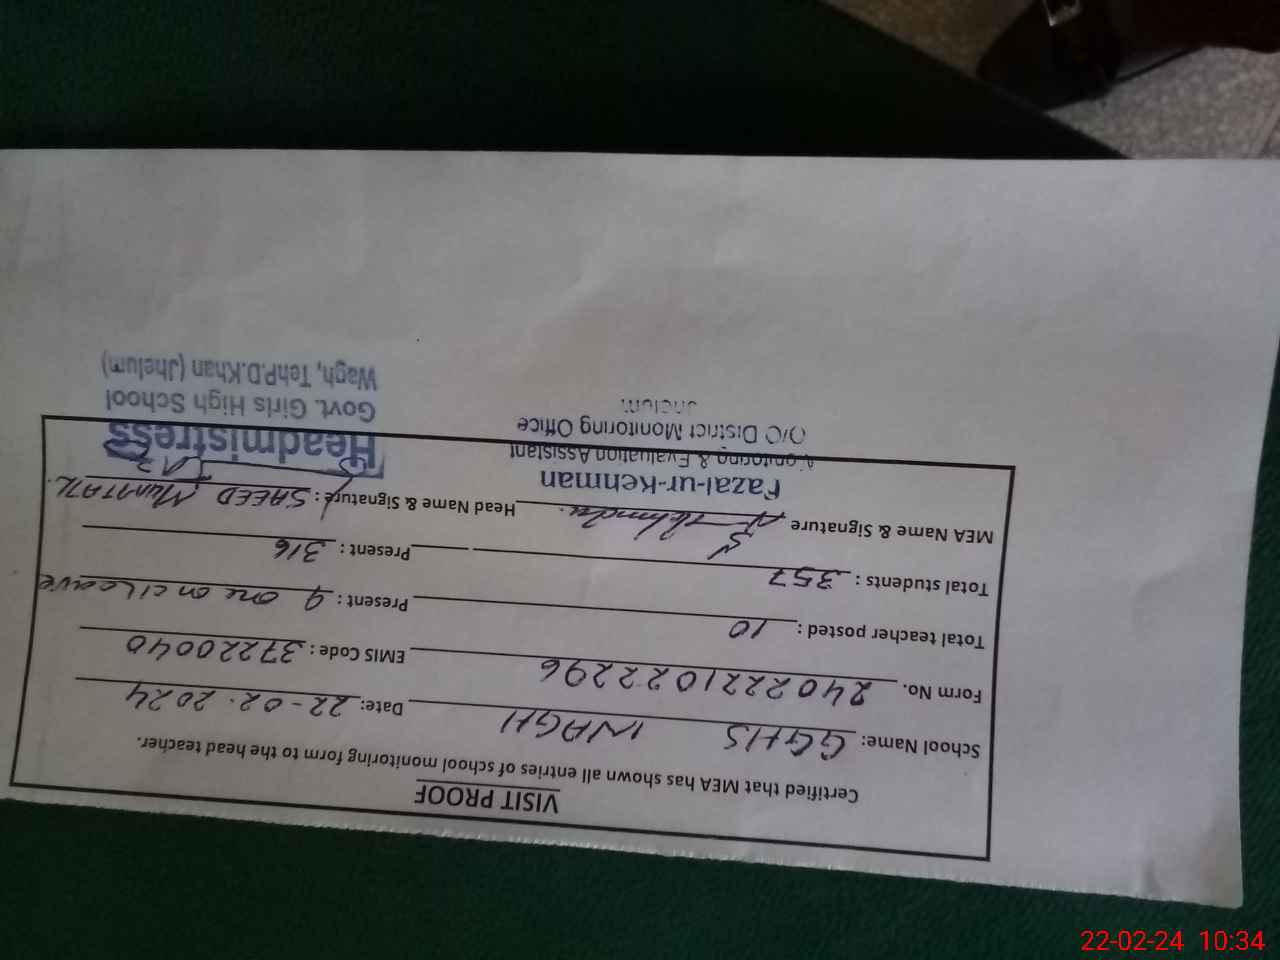 VISIT PROOF
Certified that MEA has shown all entries of school monitoring form to the head teacher.
School Name: GGHS WAGH Date: 22-02-2024
Form No. 240222102296 EMIS Code: 37220040
Total teacher posted: 10 Present: 9 one on c/Leave
Total students: 357 Present: 316
MEA Name & Signature Head Name & Signature: SAEED MUMTAZ
Fazal-ur-Rehman
Monitoring & Evaluation Assistant
O/O District Monitoring Office
Jhelum
Headmistress
Govt. Girls High School
Wagh, Teh P.D.Khan (Jhelum)
22-02-24 10:34